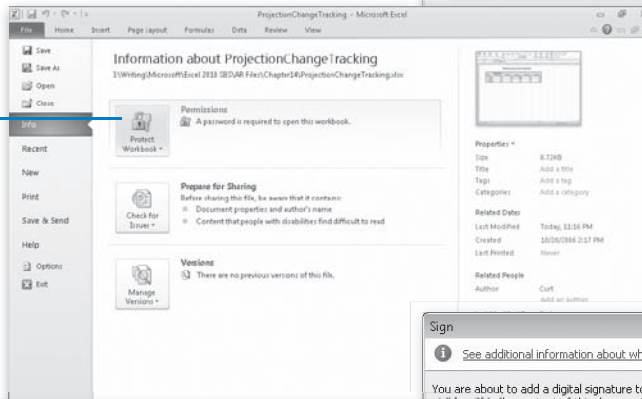 ProjectionChangeTracking - Microsoft Excel
File Home Insert Page Layout Formulas Data Review View
Save
Save As
Open
Close
Info
Recent
New
Print
Save & Send
Help
Options
Exit
Information about ProjectionChangeTracking
Protect Workbook
Permissions
A password is required to open this workbook.
Check for Issues
Prepare for Sharing
Before sharing this file, be aware that it contains:
Document properties and author's name
Content that people with disabilities find difficult to read
Manage Versions
Versions
There are no previous versions of this file.
Properties
Size 8.72KB
Title Add a title
Tags Add a tag
Categories Add a category
Related Dates
Last Modified Today, 11:16 PM
Created 10/20/2006 2:17 PM
Last Printed Never
Related People
Author Curt
Add an author
Sign
See additional information about
You are about to add a digital signature